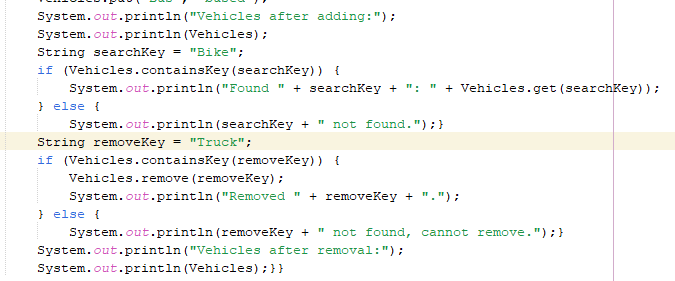 System.out.println("Vehicles after adding:");
System.out.println(Vehicles);
String searchKey = "Bike";
if (Vehicles.containsKey(searchKey)) {
System.out.println("Found " + searchKey + ": " + Vehicles.get(searchKey));
} else {
System.out.println(searchKey + " not found.");}
String removeKey = "Truck";
if (Vehicles.containsKey(removeKey)) {
Vehicles.remove(removeKey);
System.out.println("Removed " + removeKey + ".");
} else {
System.out.println(removeKey + " not found, cannot remove.");}
System.out.println("Vehicles after removal:");
System.out.println(Vehicles);}}